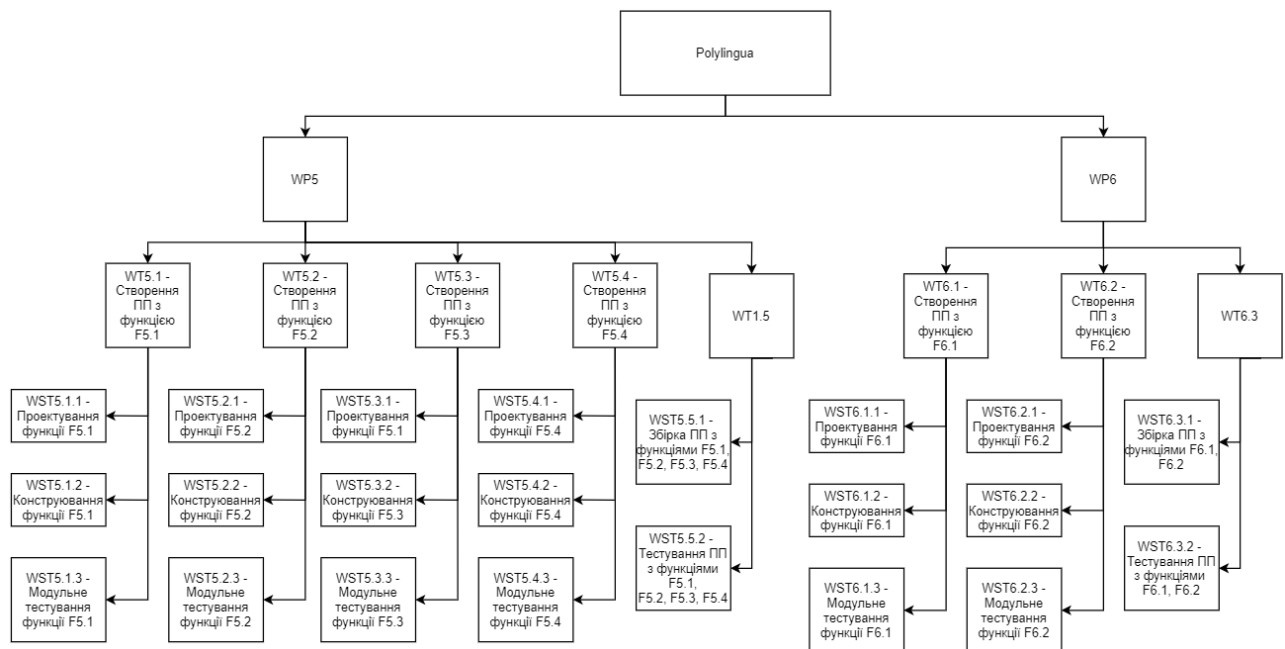 Polylingua
WP5
WP6
WT5.1 -
Створення
ПП з
функцією
F5.1
WT5.2 -
Створення
ПП з
функцією
F5.2
WT5.3 -
Створення
ПП з
функцією
F5.3
WT5.4 -
Створення
ПП з
функцією
F5.4
WT1.5
WT6.1 -
Створення
ПП з
функцією
F6.1
WT6.2 -
Створення
ПП з
функцією
F6.2
WT6.3
WST5.1.1 -
Проектування
функції F5.1
WST5.2.1 -
Проектування
функції F5.2
WST5.3.1 -
Проектування
функції F5.1
WST5.4.1 -
Проектування
функції F5.4
WST5.5.1 -
Збірка ПП з
функціями F5.1,
F5.2, F5.3, F5.4
WST6.1.1 -
Проектування
функції F6.1
WST6.2.1 -
Проектування
функції F6.2
WST6.3.1 -
Збірка ПП з
функціями F6.1,
F6.2
WST5.1.2 -
Конструювання
функції F5.1
WST5.2.2 -
Конструювання
функції F5.2
WST5.3.2 -
Конструювання
функції F5.3
WST5.4.2 -
Конструювання
функції F5.4
WST6.1.2 -
Конструювання
функції F6.1
WST6.2.2 -
Конструювання
функції F6.2
WST5.1.3 -
Модульне
тестування
функції F5.1
WST5.2.3 -
Модульне
тестування
функції F5.2
WST5.3.3 -
Модульне
тестування
функції F5.3
WST5.4.3 -
Модульне
тестування
функції F5.4
WST5.5.2 -
Тестування ПП
з функціями
F5.1,
F5.2, F5.3, F5.4
WST6.1.3 -
Модульне
тестування
функції F6.1
WST6.2.3 -
Модульне
тестування
функції F6.2
WST6.3.2 -
Тестування ПП
з функціями
F6.1, F6.2